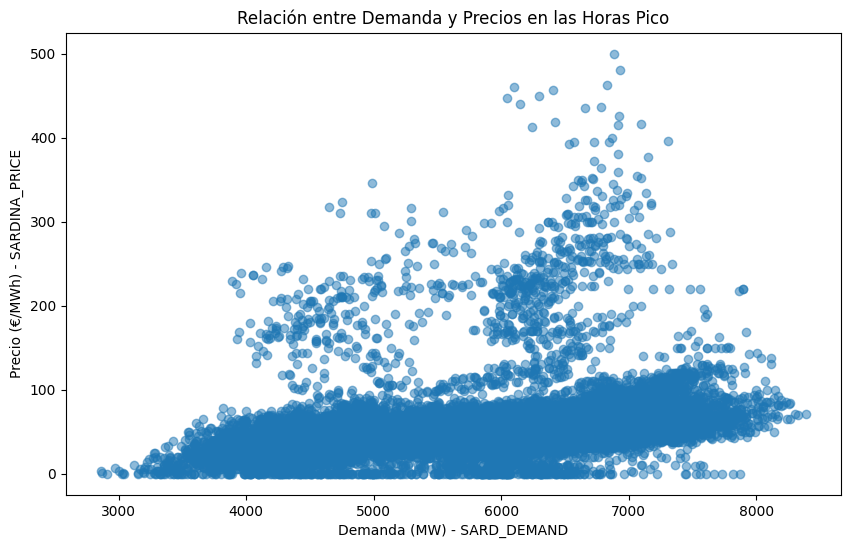 Relación entre Demanda y Precios en las Horas Pico
Precio (€/MWh) - SARDINA_PRICE
500
400
300
200
100
0
3000 4000 5000 6000 7000 8000
Demanda (MW) - SARD_DEMAND